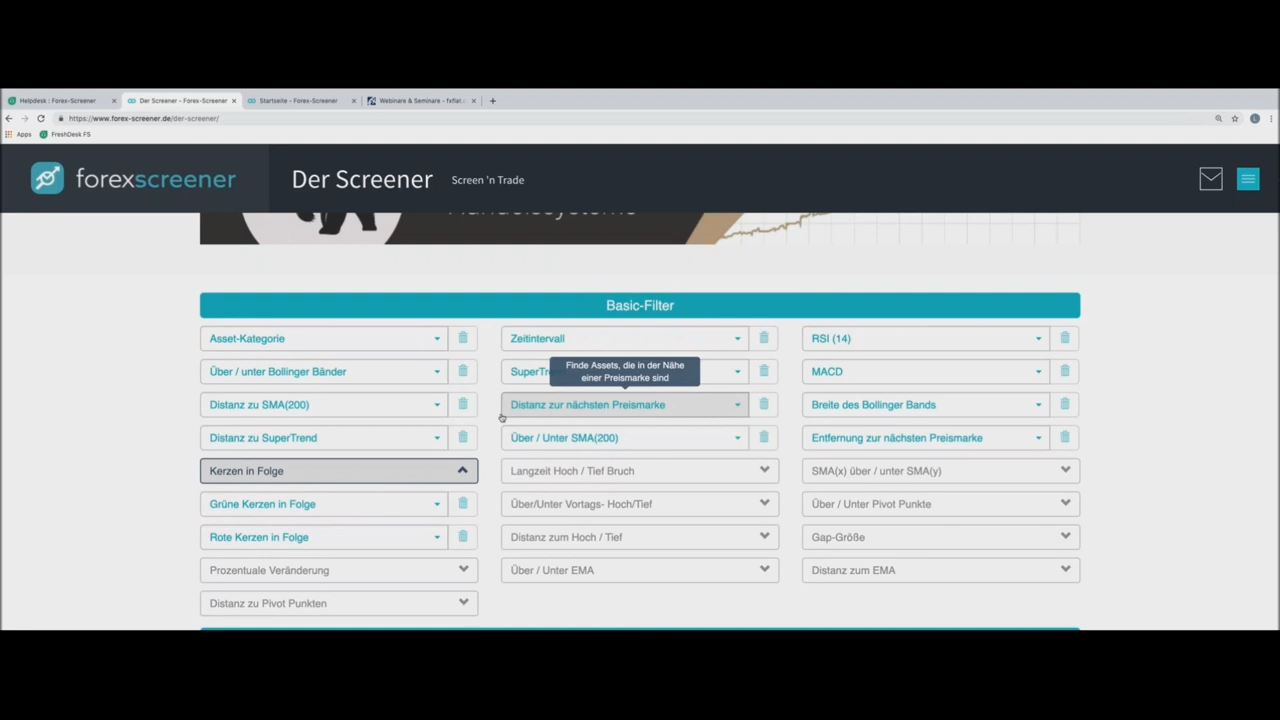 Helpdesk : Forex-Screener
Der Screener - Forex-Screener
Startseite - Forex-Screener
Webinare & Seminare - fxflat.
https://www.forex-screener.de/der-screener/
Apps
FreshDesk FS
forexscreener
Der Screener
Screen 'n Trade
Basic-Filter
Asset-Kategorie
Zeitintervall
RSI (14)
Über / unter Bollinger Bänder
Finde Assets, die in der Nähe
einer Preismarke sind
MACD
Distanz zu SMA(200)
Distanz zur nächsten Preismarke
Breite des Bollinger Bands
Distanz zu SuperTrend
Über / Unter SMA(200)
Entfernung zur nächsten Preismarke
Kerzen in Folge
Langzeit Hoch / Tief Bruch
SMA(x) über / unter SMA(y)
Grüne Kerzen in Folge
Über/Unter Vortags- Hoch/Tief
Über / Unter Pivot Punkte
Rote Kerzen in Folge
Distanz zum Hoch / Tief
Gap-Größe
Prozentuale Veränderung
Über / Unter EMA
Distanz zum EMA
Distanz zu Pivot Punkten